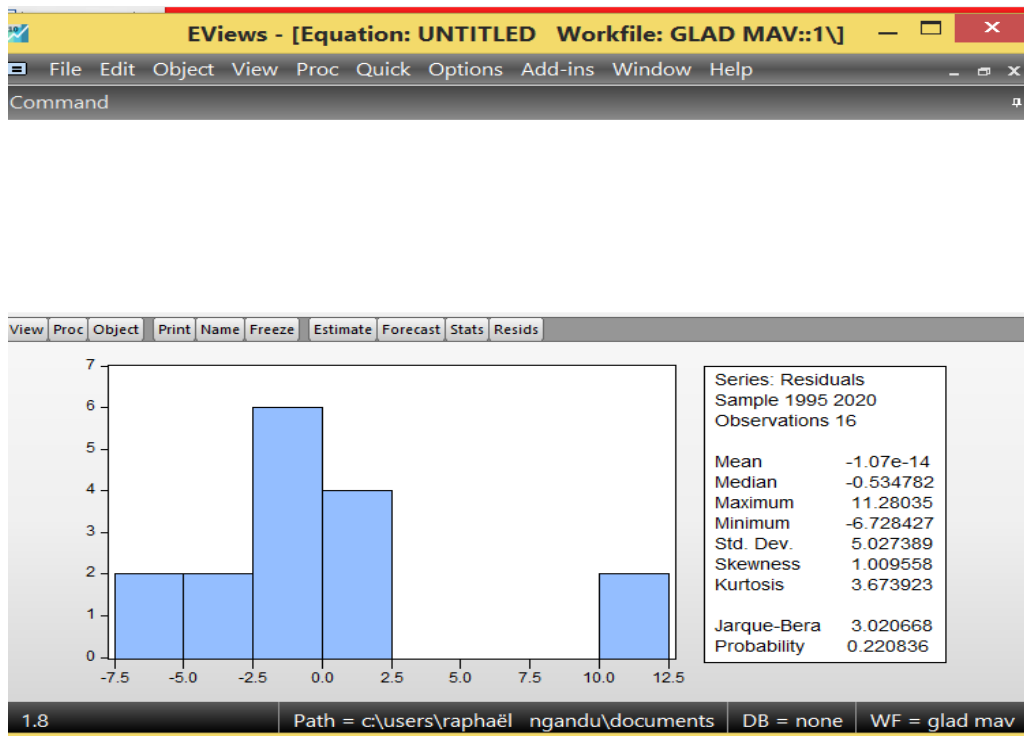 EViews - [Equation: UNTITLED Workfile: GLAD MAV::1\]
File Edit Object View Proc Quick Options Add-ins Window Help
Command
View Proc Object Print Name Freeze Estimate Forecast Stats Resids
7
6
5
4
3
2
1
0
-7.5 -5.0 -2.5 0.0 2.5 5.0 7.5 10.0 12.5
Series: Residuals
Sample 1995 2020
Observations 16
Mean -1.07e-14
Median -0.534782
Maximum 11.28035
Minimum -6.728427
Std. Dev. 5.027389
Skewness 1.009558
Kurtosis 3.673923
Jarque-Bera 3.020668
Probability 0.220836
1.8 Path = c:\users\raphaël ngandu\documents DB = none WF = glad mav